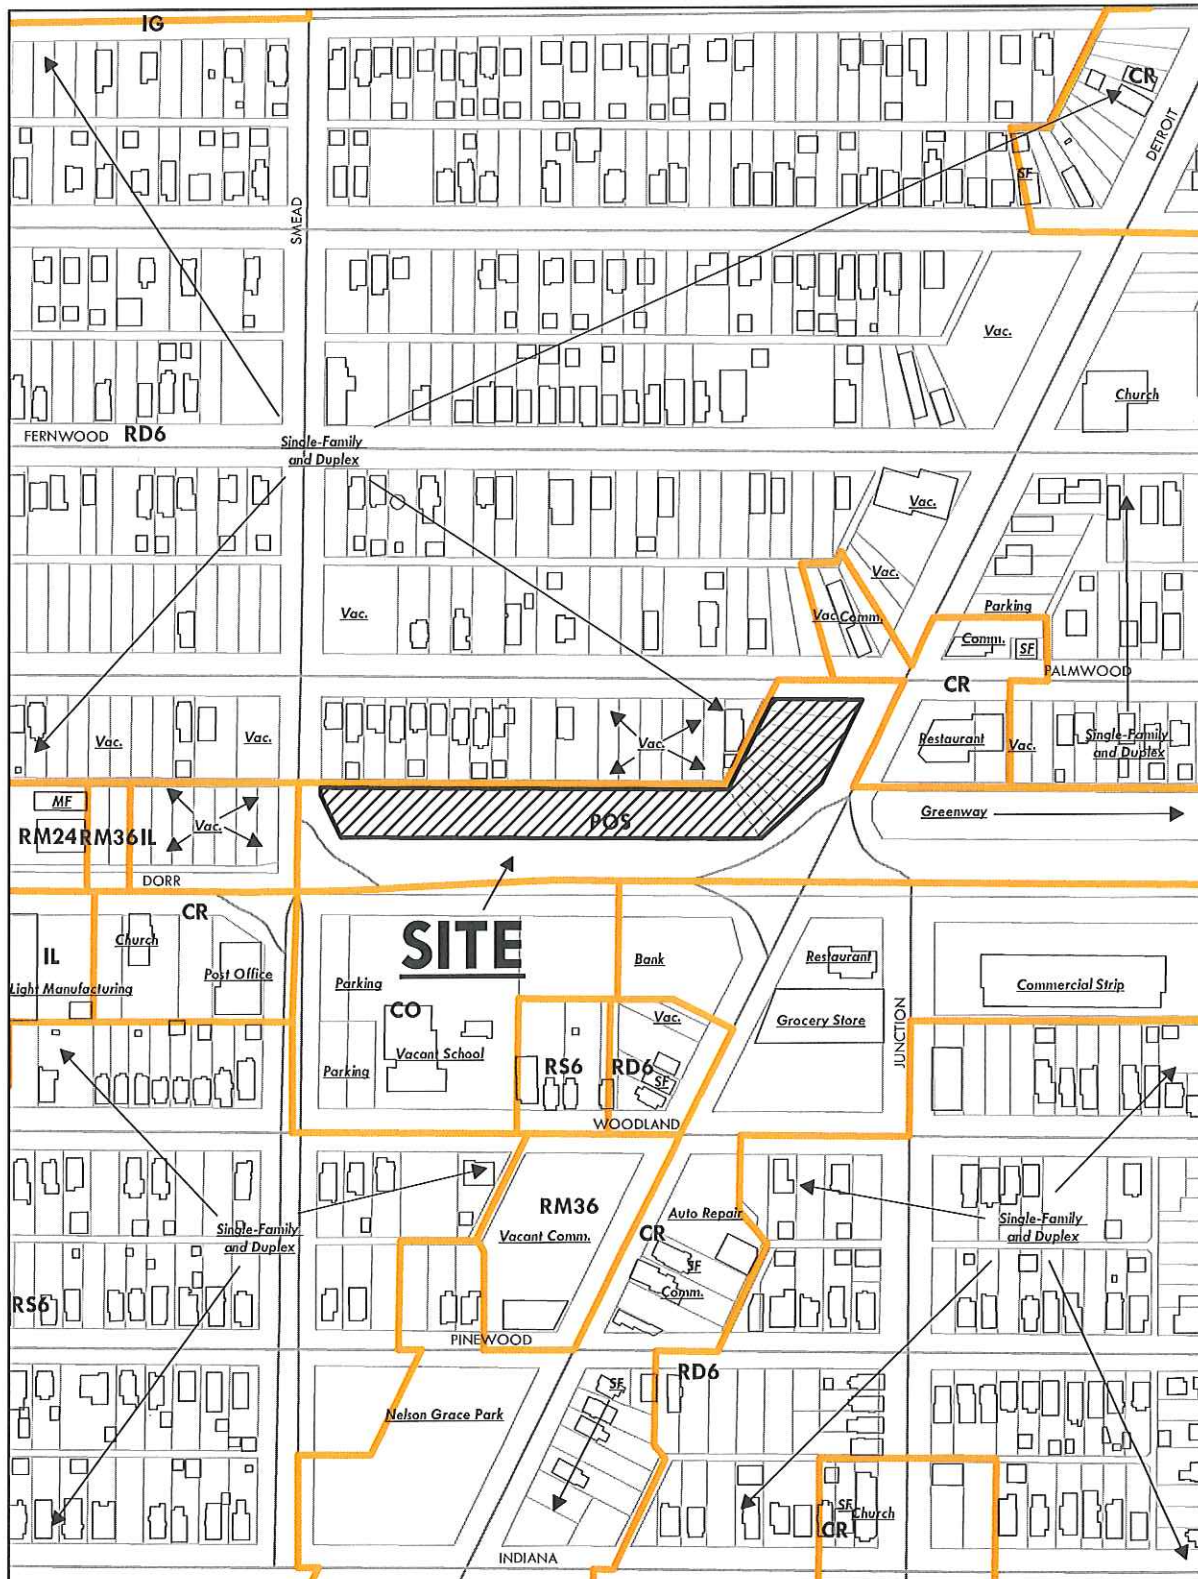 IG
CR
DETROIT
SF
SMEAD
Vac.
Church
FERNWOOD
RD6
Single-Family
and Duplex
Vac.
Vac.
Vac.
Vac.
Comm.
Parking
Comm.
SF
PALMWOOD
CR
Vac.
Vac.
Vac.
Restaurant
Vac.
Single-Family
and Duplex
MF
RM24
RM36
IL
Vac.
POS
Greenway
DORR
CR
Church
Post Office
IL
Light Manufacturing
SITE
Parking
Bank
Restaurant
Commercial Strip
CO
Vacant School
Parking
Vac.
Grocery Store
RS6
RD6
SF
JUNCTION
WOODLAND
Single-Family
and Duplex
RM36
Vacant Comm.
Auto Repair
CR
SF
Comm.
Single-Family
and Duplex
RS6
PINEWOOD
RD6
SF
Nelson Grace Park
SF
Church
CR
INDIANA